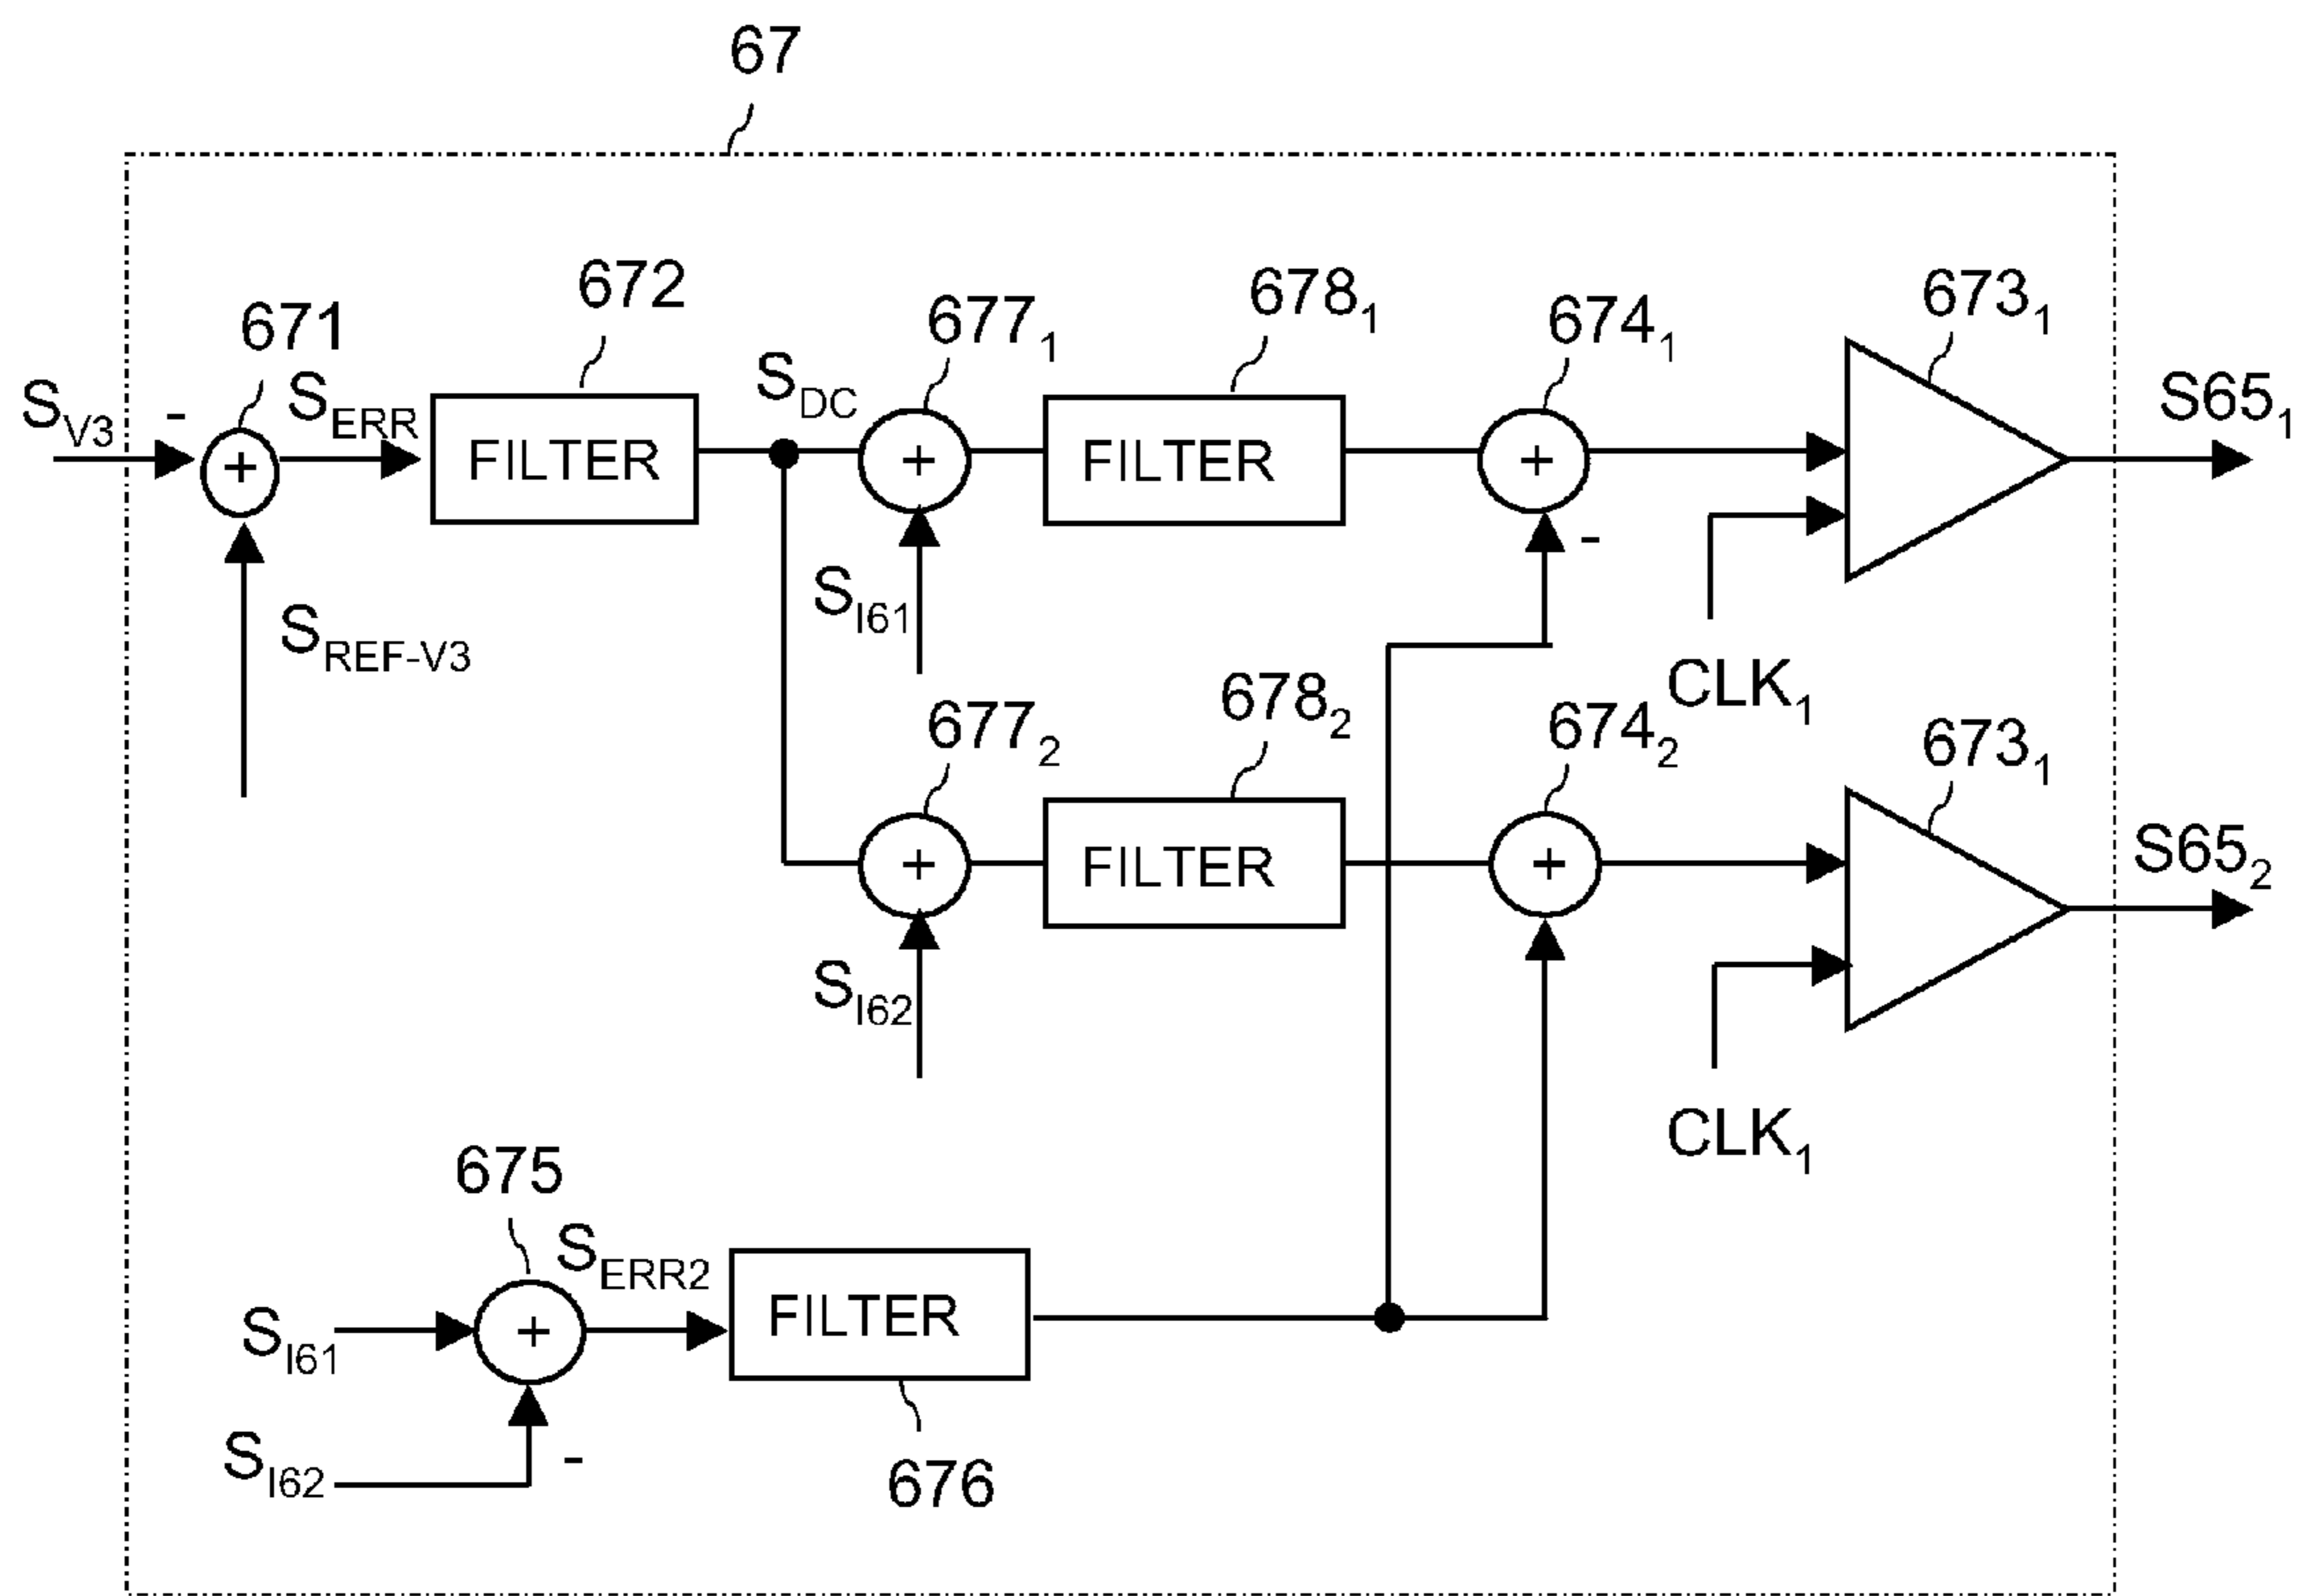 67
671
672
677₁
678₁
674₁
673₁
S_V3
-
S_ERR
S_DC
S65₁
+
FILTER
+
FILTER
+
-
S_REF-V3
S_I61
CLK₁
677₂
678₂
674₂
673₁
S65₂
+
FILTER
+
S_I62
CLK₁
675
S_ERR2
S_I61
+
FILTER
S_I62
-
676